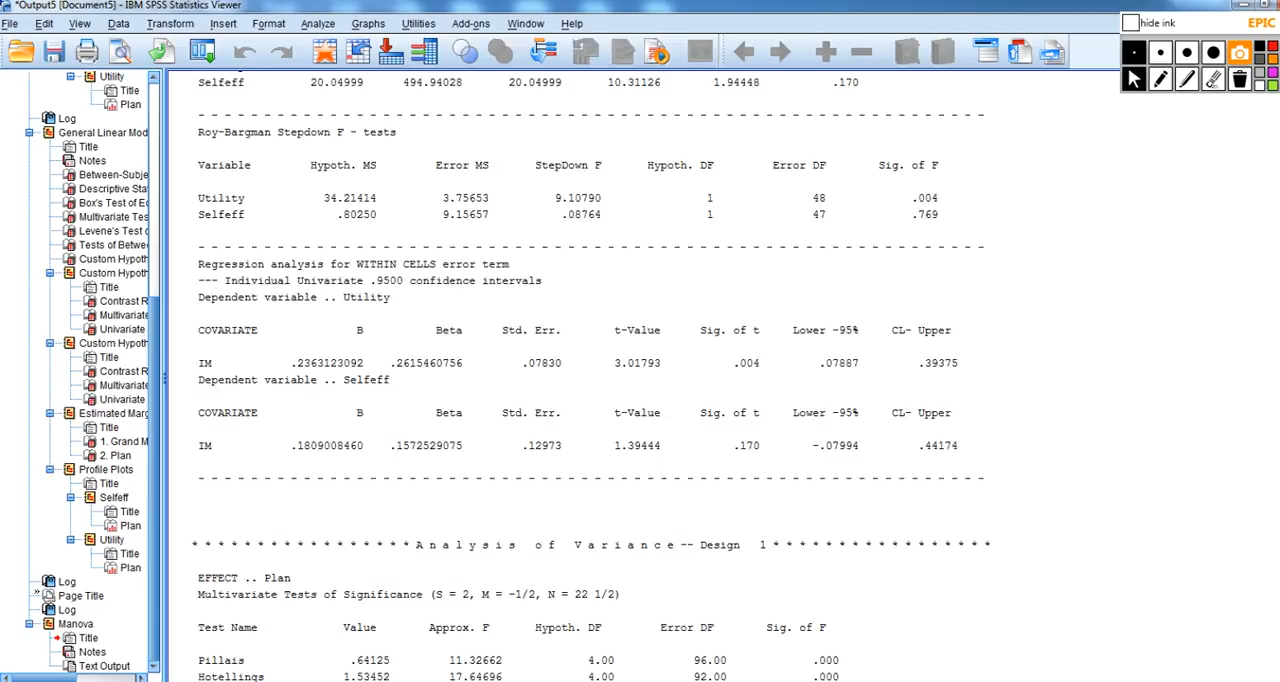 *Output5 [Document5] - IBM SPSS Statistics Viewer
File Edit View Data Transform Insert Format Analyze Graphs Utilities Add-ons Window Help
hide ink EPIC
Utility
Title
Plan
Log
General Linear Mod
Title
Notes
Between-Subje
Descriptive Sta
Box's Test of E
Multivariate Tes
Levene's Test o
Tests of Betwe
Custom Hypoth
Custom Hypoth
Title
Contrast R
Multivariate
Univariate
Custom Hypoth
Title
Contrast R
Multivariate
Univariate
Estimated Marg
Title
1. Grand M
2. Plan
Profile Plots
Title
Selfeff
Title
Plan
Utility
Title
Plan
Log
Page Title
Log
Manova
Title
Notes
Text Output
Selfeff 20.04999 494.94028 20.04999 10.31126 1.94448 .170
- - - - - - - - - - - - - - - - - - - - - - - - - - - - - - - - - - - - - - - - - - - - - - - - - - - - - - - - - - - -
Roy-Bargman Stepdown F - tests
Variable Hypoth. MS Error MS StepDown F Hypoth. DF Error DF Sig. of F
Utility 34.21414 3.75653 9.10790 1 48 .004
Selfeff .80250 9.15657 .08764 1 47 .769
- - - - - - - - - - - - - - - - - - - - - - - - - - - - - - - - - - - - - - - - - - - - - - - - - - - - - - - - - - - -
Regression analysis for WITHIN CELLS error term
--- Individual Univariate .9500 confidence intervals
Dependent variable .. Utility
COVARIATE B Beta Std. Err. t-Value Sig. of t Lower -95% CL- Upper
IM .2363123092 .2615460756 .07830 3.01793 .004 .07887 .39375
Dependent variable .. Selfeff
COVARIATE B Beta Std. Err. t-Value Sig. of t Lower -95% CL- Upper
IM .1809008460 .1572529075 .12973 1.39444 .170 -.07994 .44174
- - - - - - - - - - - - - - - - - - - - - - - - - - - - - - - - - - - - - - - - - - - - - - - - - - - - - - - - - - - -
* * * * * * * * * * * * * * * * * A n a l y s i s o f V a r i a n c e -- Design 1 * * * * * * * * * * * * * * * * *
EFFECT .. Plan
Multivariate Tests of Significance (S = 2, M = -1/2, N = 22 1/2)
Test Name Value Approx. F Hypoth. DF Error DF Sig. of F
Pillais .64125 11.32662 4.00 96.00 .000
Hotellings 1.53452 17.64696 4.00 92.00 .000